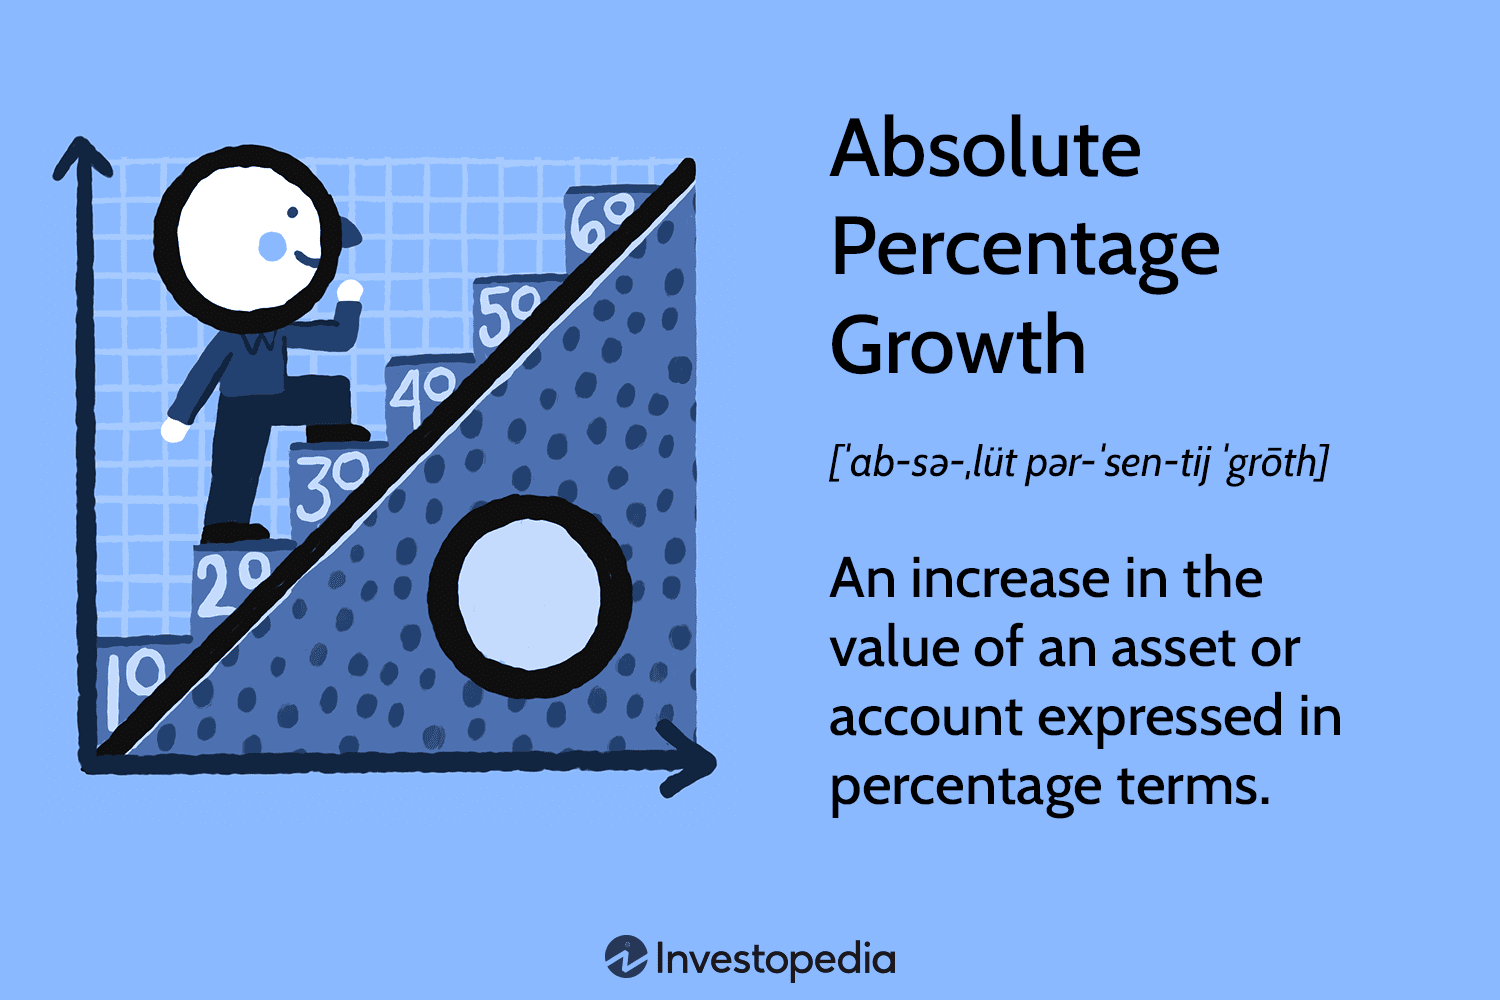 Absolute
Percentage
Growth
[ˈab-sə-ˌlüt pər-ˈsen-tij ˈgrōth]
An increase in the
value of an asset or
account expressed in
percentage terms.
60
50
40
30
20
10
Investopedia